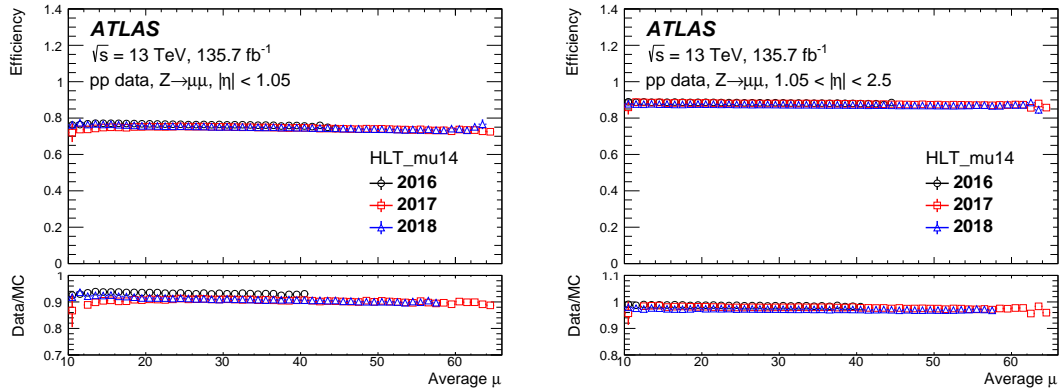 Efficiency
1.4
1.2
1
0.8
0.6
0.4
0.2
0
ATLAS
√s = 13 TeV, 135.7 fb⁻¹
pp data, Z→μμ, |η| < 1.05
HLT_mu14
2016
2017
2018
Data/MC
1
0.9
0.8
0.7
10 20 30 40 50 60
Average μ
Efficiency
1.4
1.2
1
0.8
0.6
0.4
0.2
0
ATLAS
√s = 13 TeV, 135.7 fb⁻¹
pp data, Z→μμ, 1.05 < |η| < 2.5
HLT_mu14
2016
2017
2018
Data/MC
1.1
1
0.9
0.8
10 20 30 40 50 60
Average μ